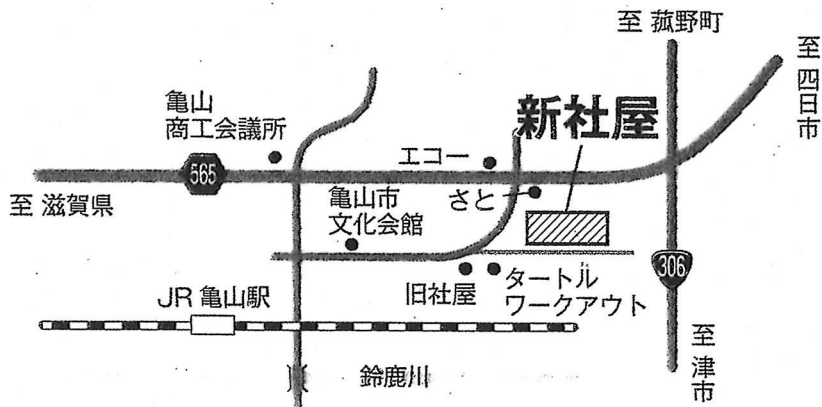 至 菰野町
至 四日市
亀山
商工会議所
新社屋
エコー
565
至 滋賀県
亀山市
文化会館
さと
306
JR 亀山駅
旧社屋
タートル
ワークアウト
鈴鹿川
至 津市